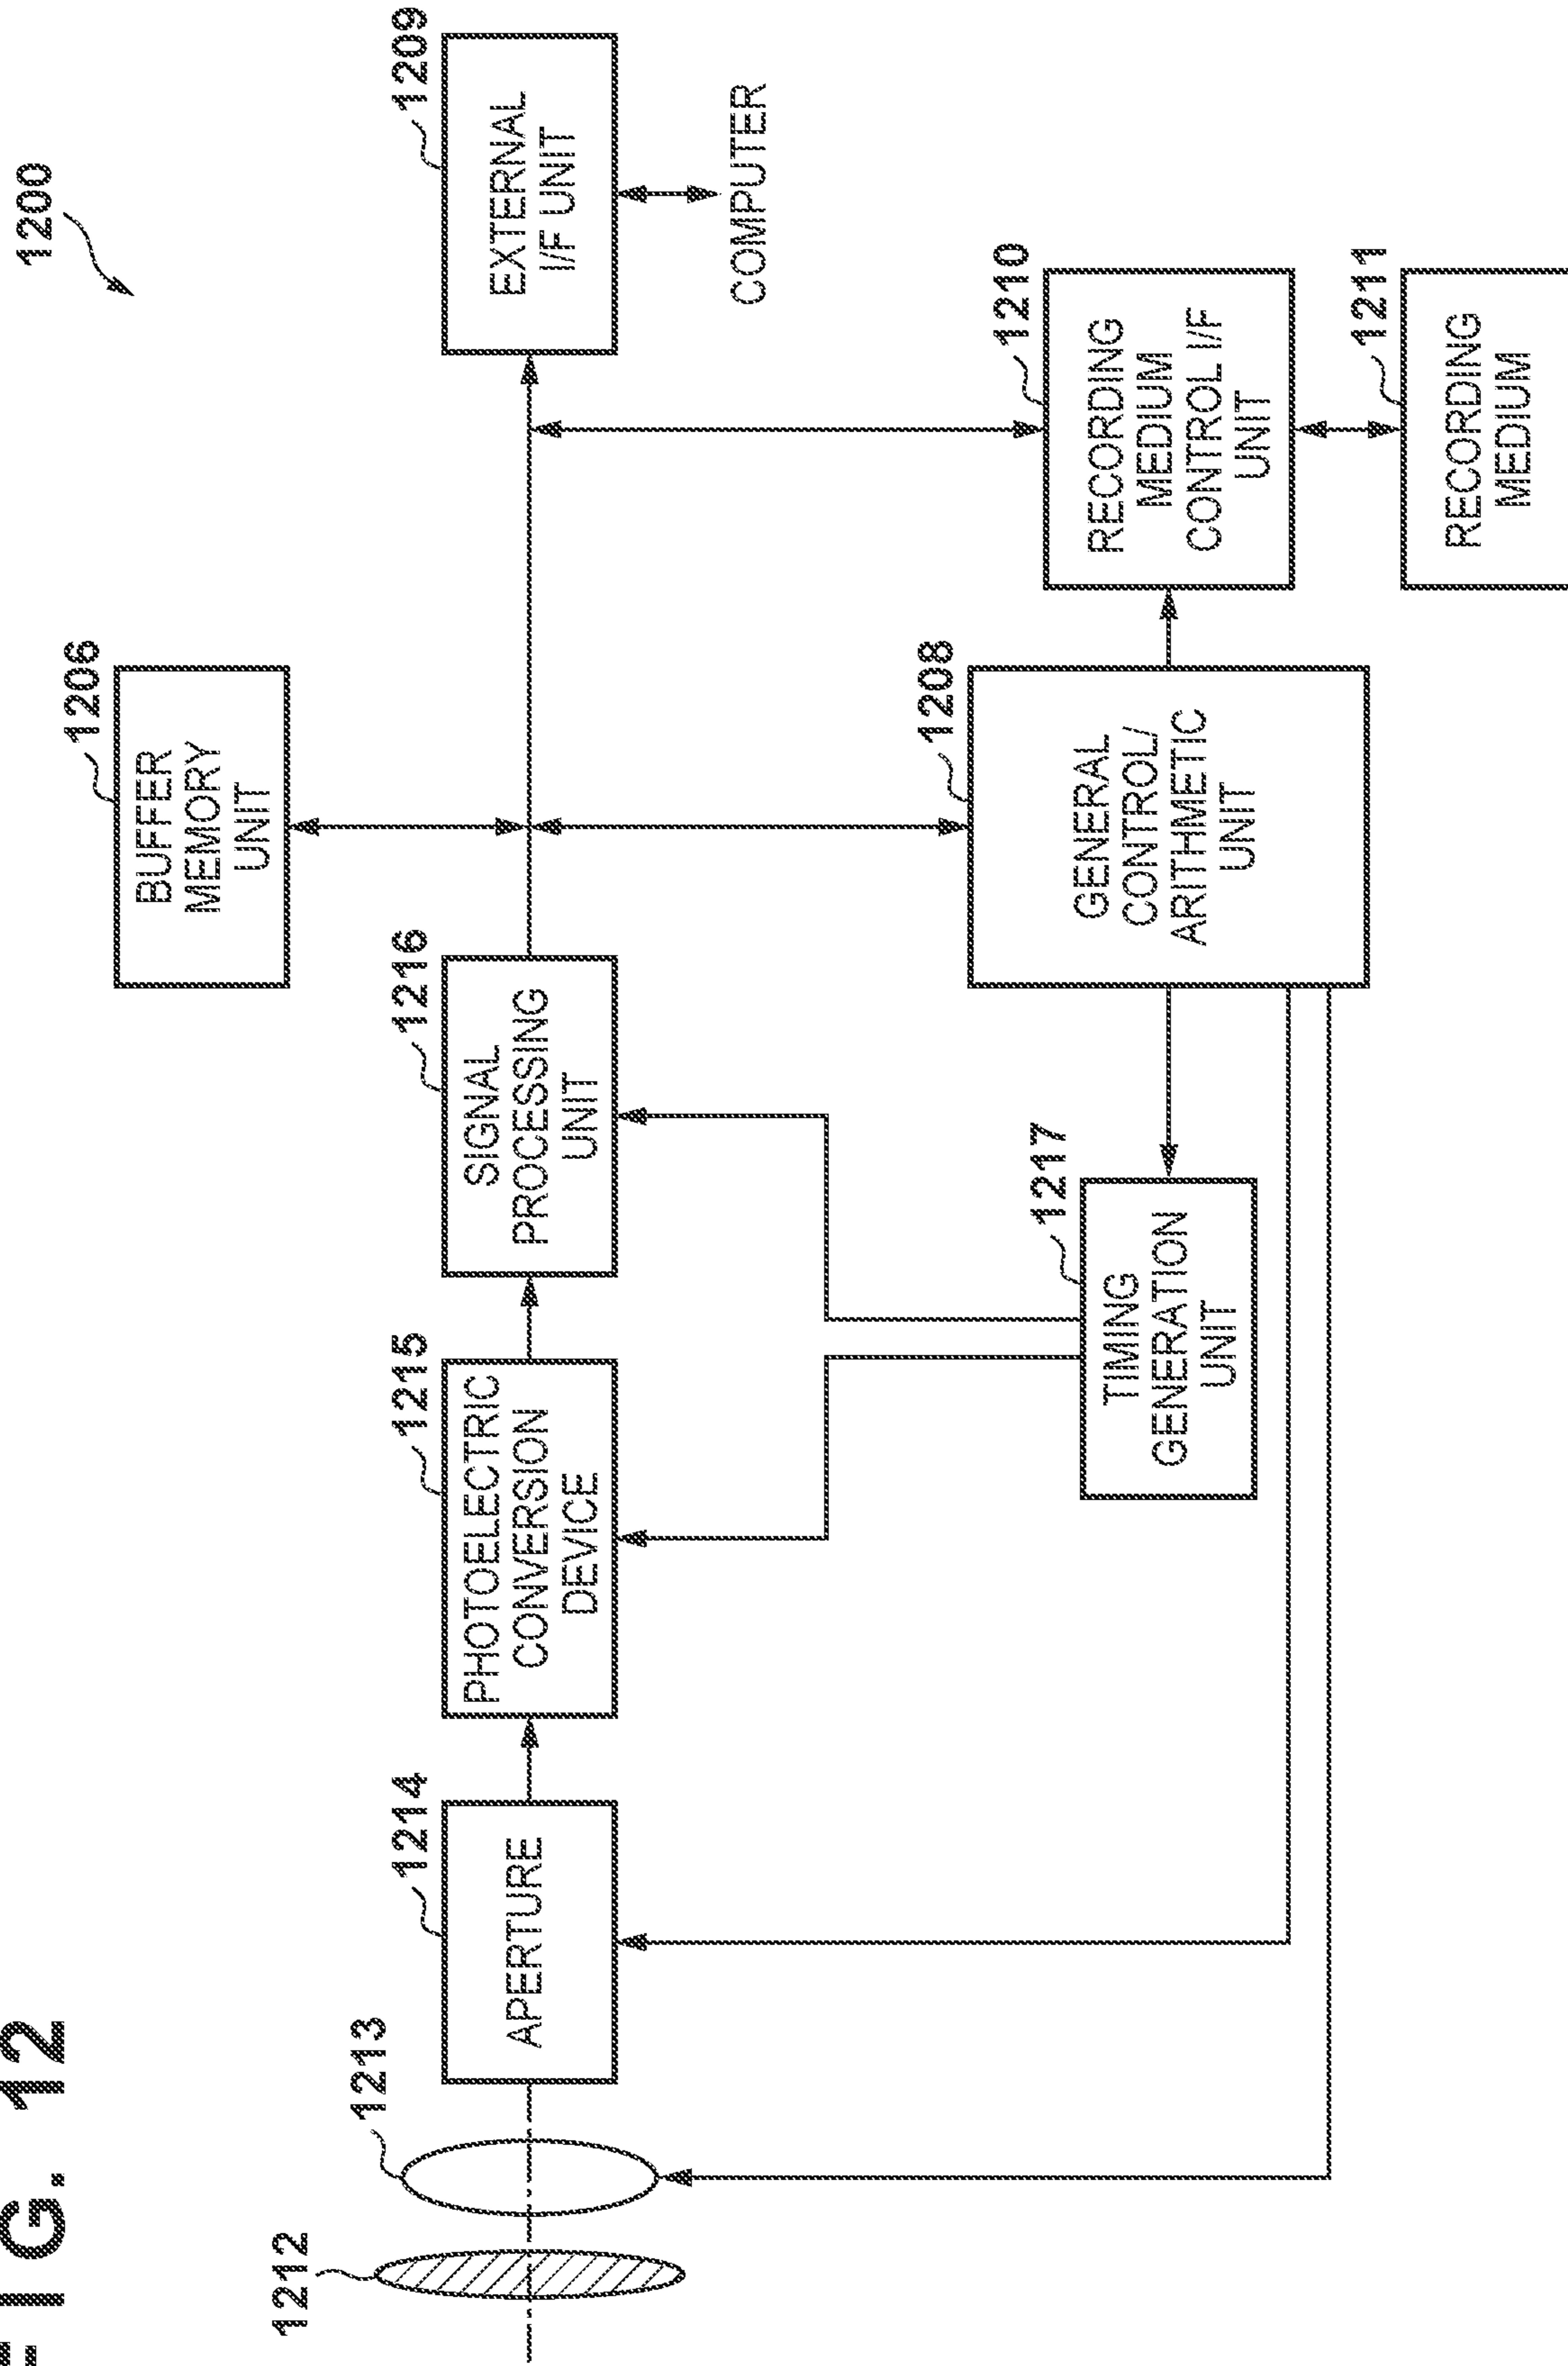 FIG. 12
1200
1206
BUFFER
MEMORY
UNIT
1209
EXTERNAL
I/F UNIT
COMPUTER
1212
1213
1214
APERTURE
1215
PHOTOELECTRIC
CONVERSION
DEVICE
1216
SIGNAL
PROCESSING
UNIT
1217
TIMING
GENERATION
UNIT
1208
GENERAL
CONTROL/
ARITHMETIC
UNIT
1210
RECORDING
MEDIUM
CONTROL I/F
UNIT
1211
RECORDING
MEDIUM